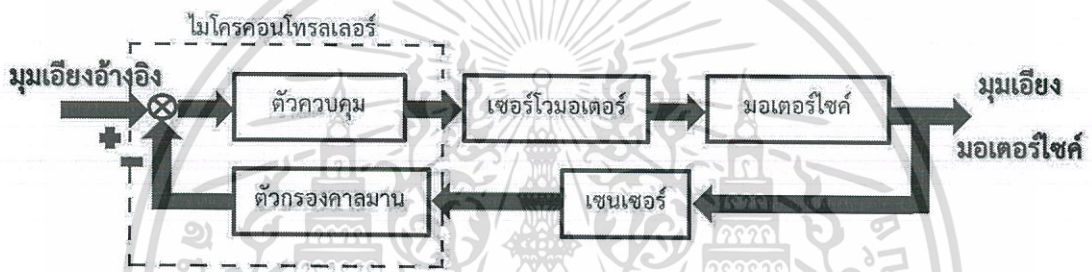 ไมโครคอนโทรลเลอร์
มุมเอียงอ้างอิง
ตัวควบคุม
เซอร์โวมอเตอร์
มอเตอร์ไซค์
มุมเอียง
มอเตอร์ไซค์
ตัวกรองคาลมาน
เซนเซอร์